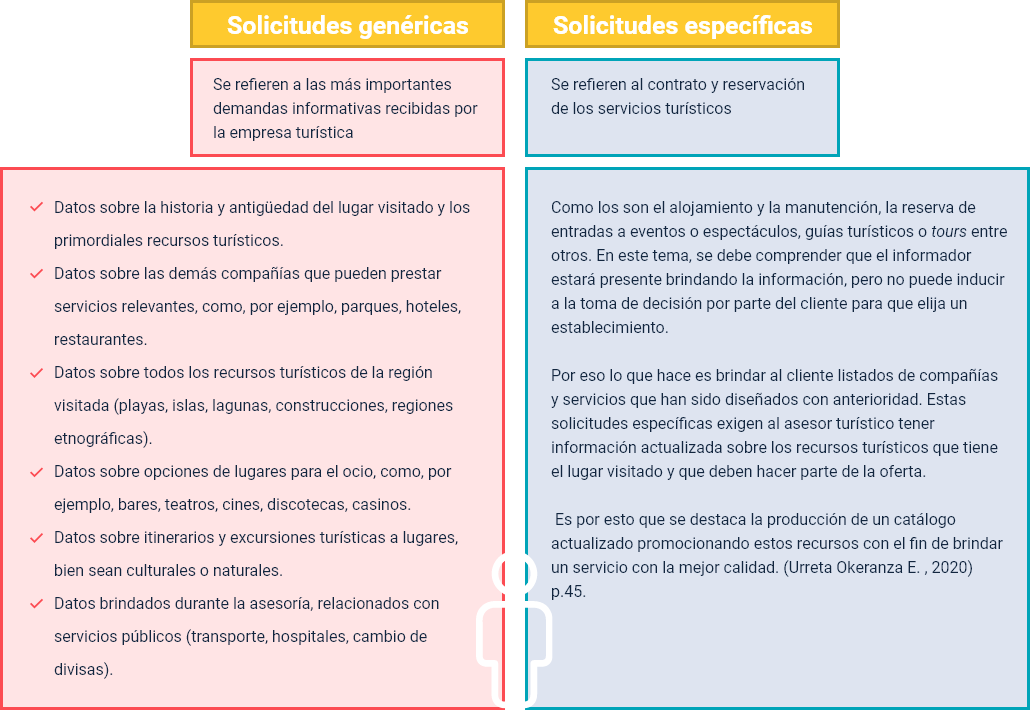 Solicitudes genéricas
Se refieren a las más importantes
demandas informativas recibidas por
la empresa turística
Datos sobre la historia y antigüedad del lugar visitado y los
primordiales recursos turísticos.
Datos sobre las demás compañías que pueden prestar
servicios relevantes, como, por ejemplo, parques, hoteles,
restaurantes.
Datos sobre todos los recursos turísticos de la región
visitada (playas, islas, lagunas, construcciones, regiones
etnográficas).
Datos sobre opciones de lugares para el ocio, como, por
ejemplo, bares, teatros, cines, discotecas, casinos.
Datos sobre itinerarios y excursiones turísticas a lugares,
bien sean culturales o naturales.
Datos brindados durante la asesoría, relacionados con
servicios públicos (transporte, hospitales, cambio de
divisas).
Solicitudes específicas
Se refieren al contrato y reservación
de los servicios turísticos
Como los son el alojamiento y la manutención, la reserva de
entradas a eventos o espectáculos, guías turísticos o tours entre
otros. En este tema, se debe comprender que el informador
estará presente brindando la información, pero no puede inducir
a la toma de decisión por parte del cliente para que elija un
establecimiento.
Por eso lo que hace es brindar al cliente listados de compañías
y servicios que han sido diseñados con anterioridad. Estas
solicitudes específicas exigen al asesor turístico tener
información actualizada sobre los recursos turísticos que tiene
el lugar visitado y que deben hacer parte de la oferta.
Es por esto que se destaca la producción de un catálogo
actualizado promocionando estos recursos con el fin de brindar
un servicio con la mejor calidad. (Urreta Okeranza E. , 2020)
p.45.